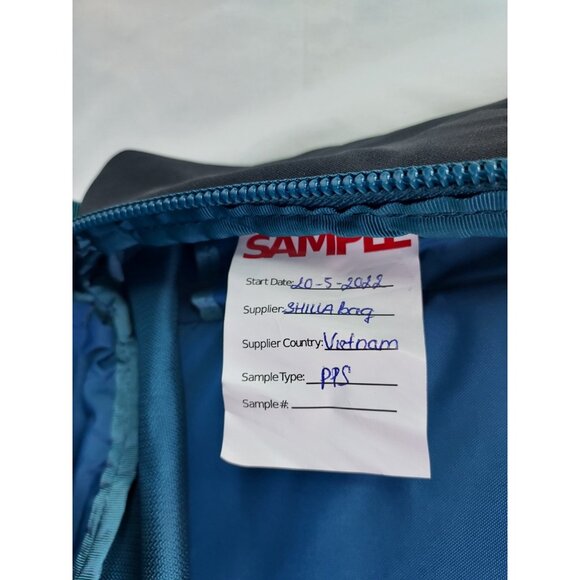 SAMPLE
Start Date: 20-5-2022
Supplier: SHILLA bag
Supplier Country: Vietnam
Sample Type: PPS
Sample #: